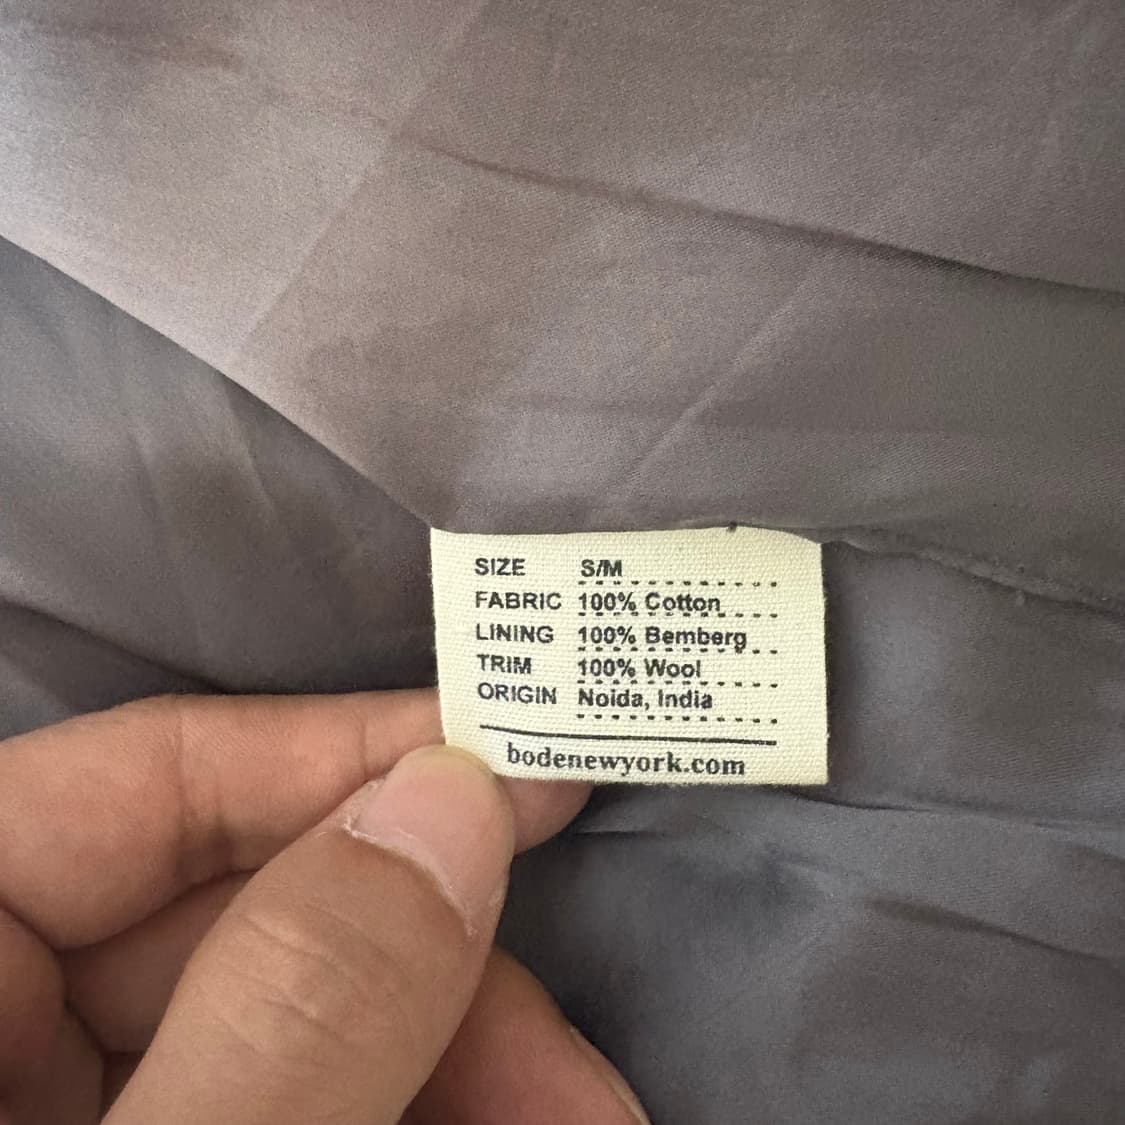 SIZE S/M
FABRIC 100% Cotton
LINING 100% Bemberg
TRIM 100% Wool
ORIGIN Noida, India
bodenewyork.com